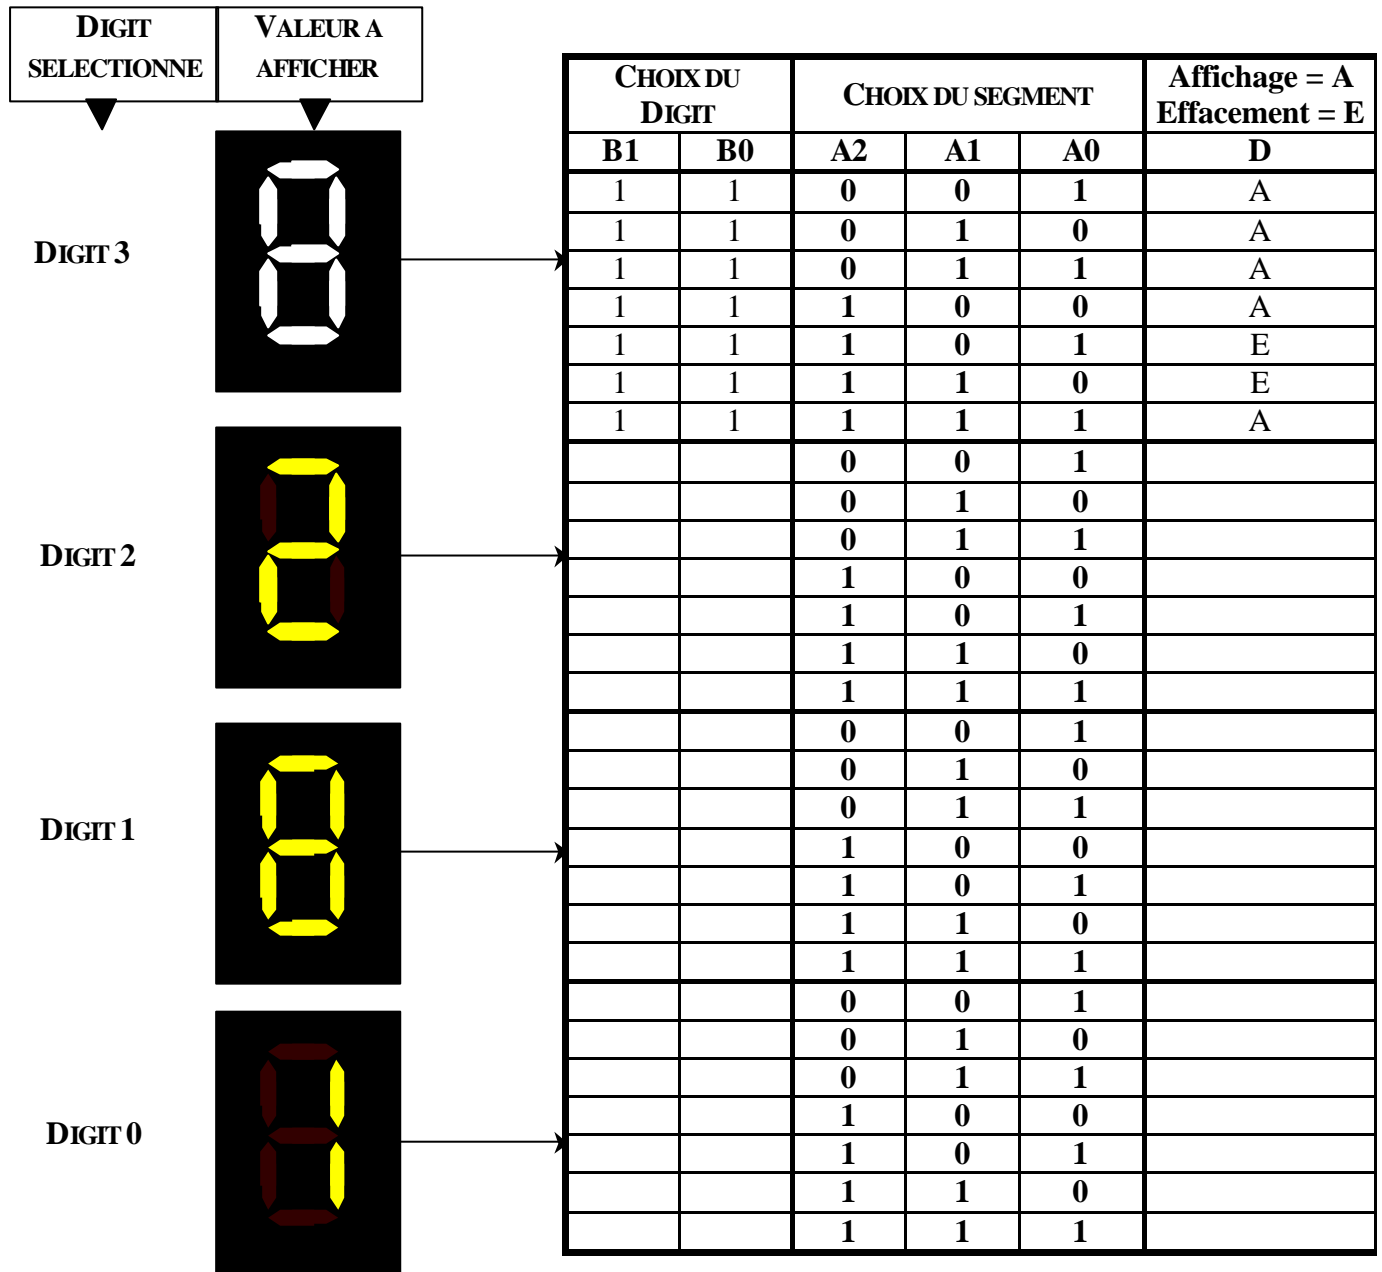 DIGIT SELECTIONNE
VALEUR A AFFICHER
CHOIX DU DIGIT
CHOIX DU SEGMENT
Affichage = A
Effacement = E
B1 B0 A2 A1 A0 D
1 1 0 0 1 A
1 1 0 1 0 A
DIGIT 3
1 1 0 1 1 A
1 1 1 0 0 A
1 1 1 0 1 E
1 1 1 1 0 E
1 1 1 1 1 A
0 0 1
0 1 0
DIGIT 2
0 1 1
1 0 0
1 0 1
1 1 0
1 1 1
0 0 1
0 1 0
0 1 1
DIGIT 1
1 0 0
1 0 1
1 1 0
1 1 1
0 0 1
0 1 0
0 1 1
1 0 0
DIGIT 0
1 0 1
1 1 0
1 1 1